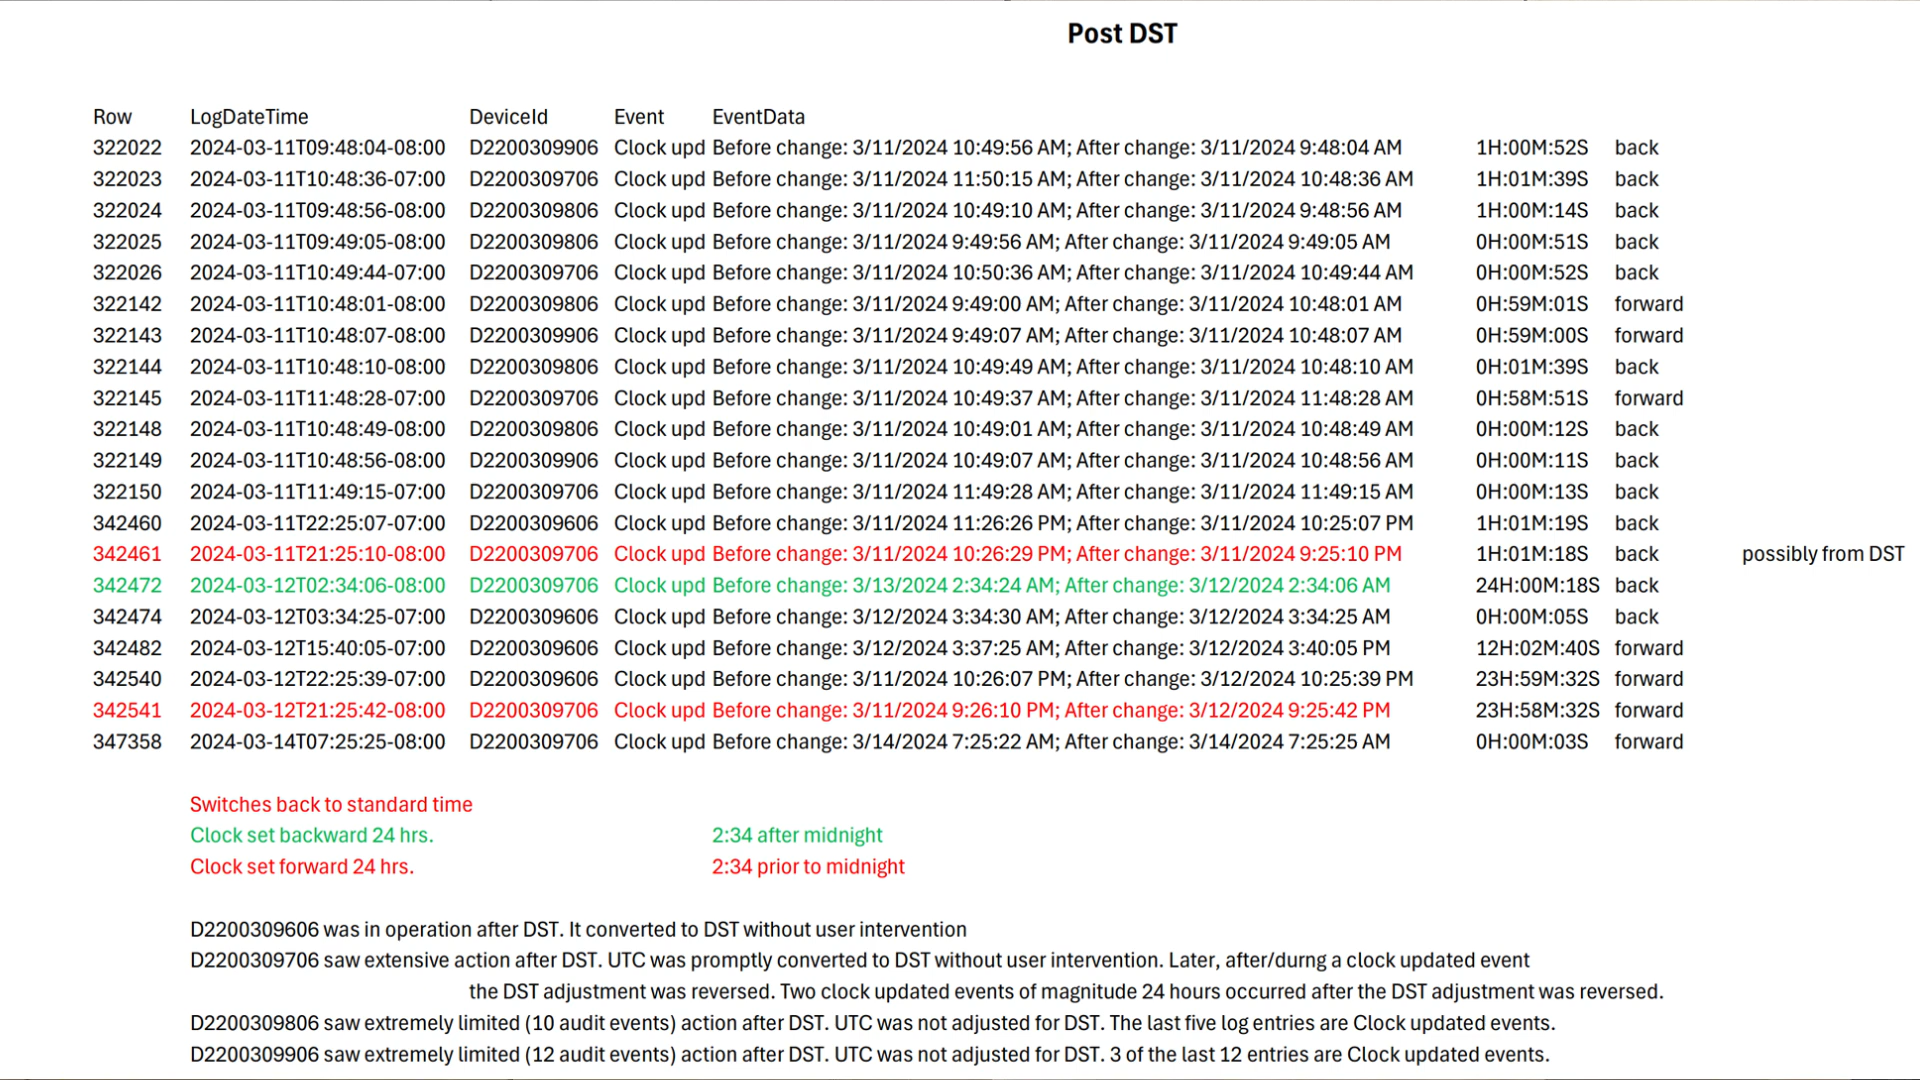 Post DST
Row LogDateTime DeviceId Event EventData
322022 2024-03-11T09:48:04-08:00 D2200309906 Clock upd Before change: 3/11/2024 10:49:56 AM; After change: 3/11/2024 9:48:04 AM 1H:00M:52S back
322023 2024-03-11T10:48:36-07:00 D2200309706 Clock upd Before change: 3/11/2024 11:50:15 AM; After change: 3/11/2024 10:48:36 AM 1H:01M:39S back
322024 2024-03-11T09:48:56-08:00 D2200309806 Clock upd Before change: 3/11/2024 10:49:10 AM; After change: 3/11/2024 9:48:56 AM 1H:00M:14S back
322025 2024-03-11T09:49:05-08:00 D2200309806 Clock upd Before change: 3/11/2024 9:49:56 AM; After change: 3/11/2024 9:49:05 AM 0H:00M:51S back
322026 2024-03-11T10:49:44-07:00 D2200309706 Clock upd Before change: 3/11/2024 10:50:36 AM; After change: 3/11/2024 10:49:44 AM 0H:00M:52S back
322142 2024-03-11T10:48:01-08:00 D2200309806 Clock upd Before change: 3/11/2024 9:49:00 AM; After change: 3/11/2024 10:48:01 AM 0H:59M:01S forward
322143 2024-03-11T10:48:07-08:00 D2200309906 Clock upd Before change: 3/11/2024 9:49:07 AM; After change: 3/11/2024 10:48:07 AM 0H:59M:00S forward
322144 2024-03-11T10:48:10-08:00 D2200309806 Clock upd Before change: 3/11/2024 10:49:49 AM; After change: 3/11/2024 10:48:10 AM 0H:01M:39S back
322145 2024-03-11T11:48:28-07:00 D2200309706 Clock upd Before change: 3/11/2024 10:49:37 AM; After change: 3/11/2024 11:48:28 AM 0H:58M:51S forward
322148 2024-03-11T10:48:49-08:00 D2200309806 Clock upd Before change: 3/11/2024 10:49:01 AM; After change: 3/11/2024 10:48:49 AM 0H:00M:12S back
322149 2024-03-11T10:48:56-08:00 D2200309906 Clock upd Before change: 3/11/2024 10:49:07 AM; After change: 3/11/2024 10:48:56 AM 0H:00M:11S back
322150 2024-03-11T11:49:15-07:00 D2200309706 Clock upd Before change: 3/11/2024 11:49:28 AM; After change: 3/11/2024 11:49:15 AM 0H:00M:13S back
342460 2024-03-11T22:25:07-07:00 D2200309606 Clock upd Before change: 3/11/2024 11:26:26 PM; After change: 3/11/2024 10:25:07 PM 1H:01M:19S back
342461 2024-03-11T21:25:10-08:00 D2200309706 Clock upd Before change: 3/11/2024 10:26:29 PM; After change: 3/11/2024 9:25:10 PM 1H:01M:18S back possibly from DST
342472 2024-03-12T02:34:06-08:00 D2200309706 Clock upd Before change: 3/13/2024 2:34:24 AM; After change: 3/12/2024 2:34:06 AM 24H:00M:18S back
342474 2024-03-12T03:34:25-07:00 D2200309606 Clock upd Before change: 3/12/2024 3:34:30 AM; After change: 3/12/2024 3:34:25 AM 0H:00M:05S back
342482 2024-03-12T15:40:05-07:00 D2200309606 Clock upd Before change: 3/12/2024 3:37:25 AM; After change: 3/12/2024 3:40:05 PM 12H:02M:40S forward
342540 2024-03-12T22:25:39-07:00 D2200309606 Clock upd Before change: 3/11/2024 10:26:07 PM; After change: 3/12/2024 10:25:39 PM 23H:59M:32S forward
342541 2024-03-12T21:25:42-08:00 D2200309706 Clock upd Before change: 3/11/2024 9:26:10 PM; After change: 3/12/2024 9:25:42 PM 23H:58M:32S forward
347358 2024-03-14T07:25:25-08:00 D2200309706 Clock upd Before change: 3/14/2024 7:25:22 AM; After change: 3/14/2024 7:25:25 AM 0H:00M:03S forward
Switches back to standard time
Clock set backward 24 hrs. 2:34 after midnight
Clock set forward 24 hrs. 2:34 prior to midnight
D2200309606 was in operation after DST. It converted to DST without user intervention
D2200309706 saw extensive action after DST. UTC was promptly converted to DST without user intervention. Later, after/durng a clock updated event
the DST adjustment was reversed. Two clock updated events of magnitude 24 hours occurred after the DST adjustment was reversed.
D2200309806 saw extremely limited (10 audit events) action after DST. UTC was not adjusted for DST. The last five log entries are Clock updated events.
D2200309906 saw extremely limited (12 audit events) action after DST. UTC was not adjusted for DST. 3 of the last 12 entries are Clock updated events.